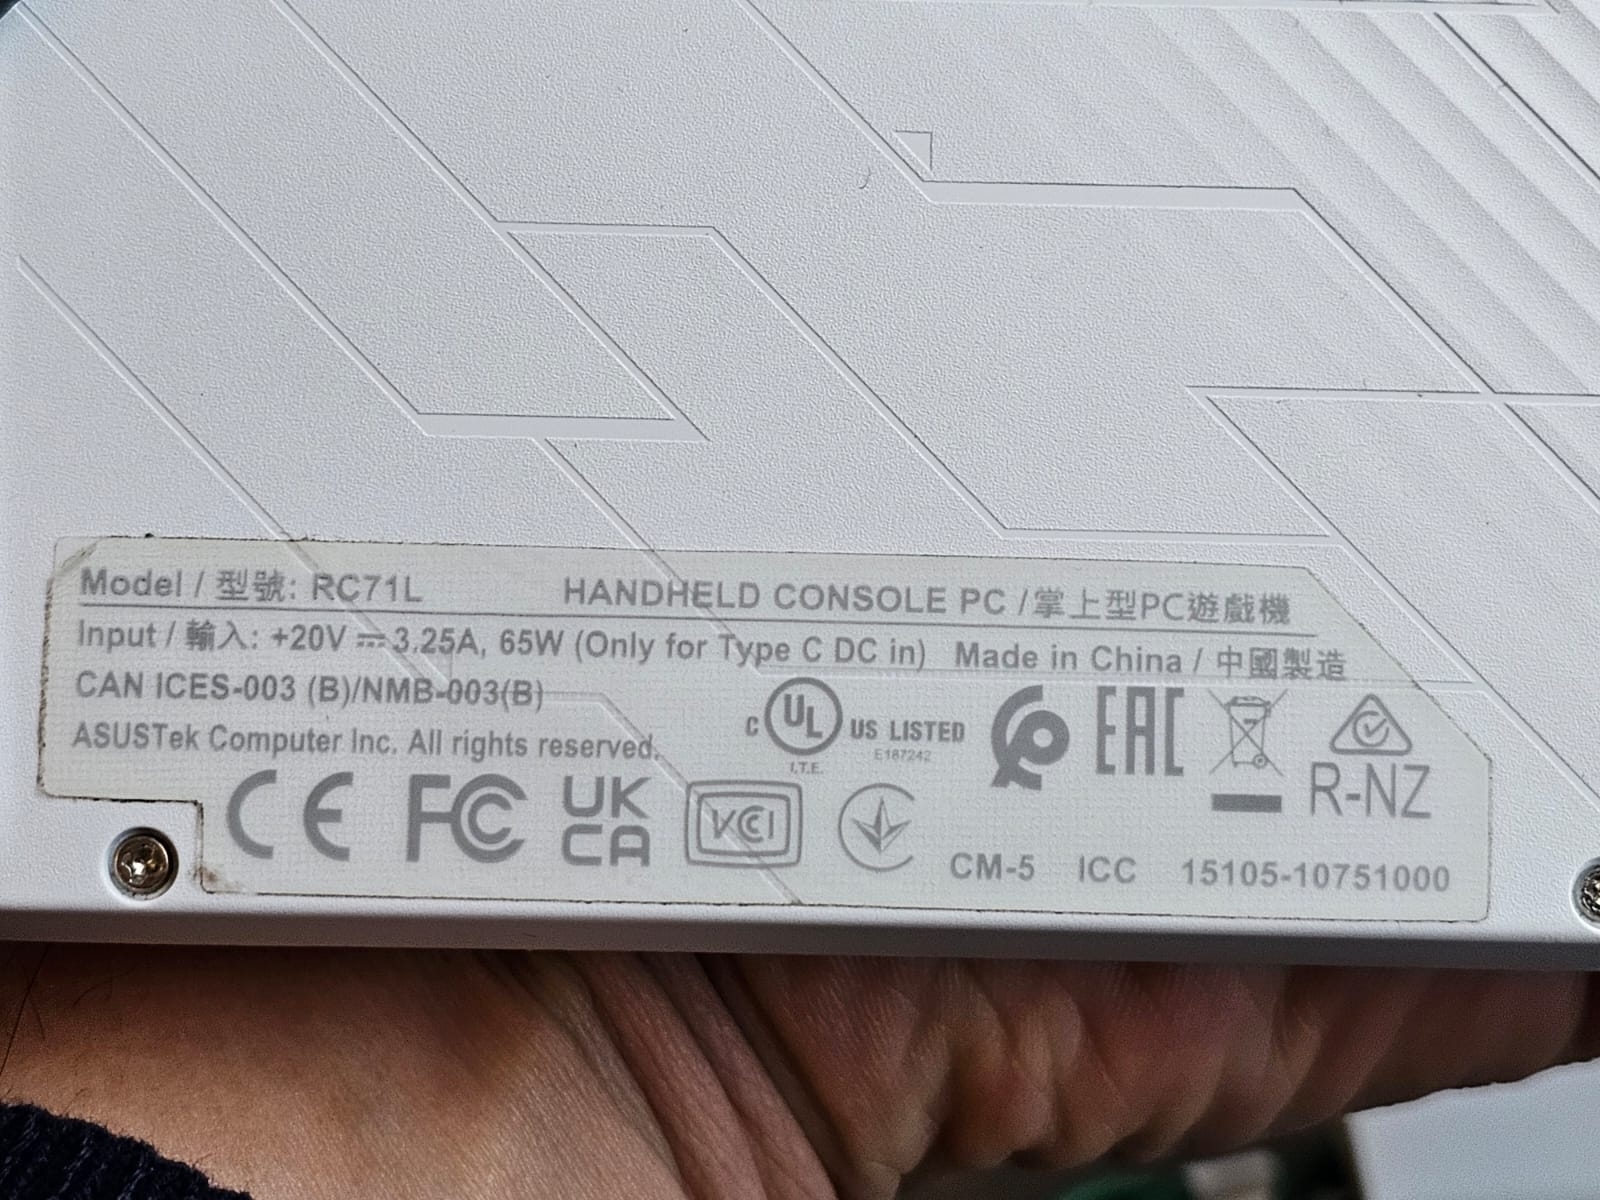 Model / 型號: RC71L HANDHELD CONSOLE PC / 掌上型PC遊戲機
Input / 輸入: +20V ⎓ 3.25A, 65W (Only for Type C DC in) Made in China / 中國製造
CAN ICES-003 (B)/NMB-003(B)
ASUSTek Computer Inc. All rights reserved.
C UL US LISTED
E187242
I.T.E.
EAC
R-NZ
CE FC UK CA VCCI
CM-5 ICC 15105-10751000